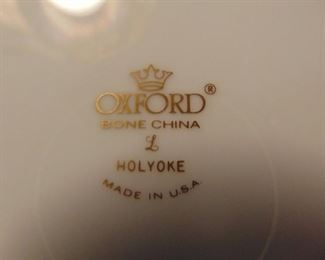 OXFORD®
BONE CHINA
L
HOLYOKE
MADE IN U.S.A.